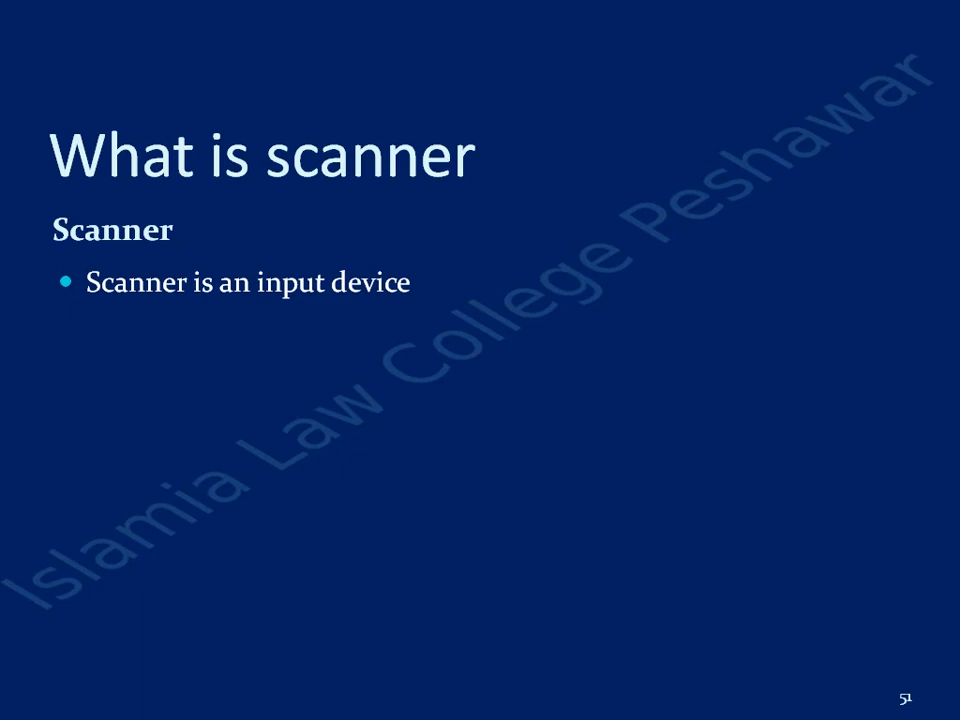 What is scanner
Scanner
• Scanner is an input device
Islamia Law College Peshawar
51